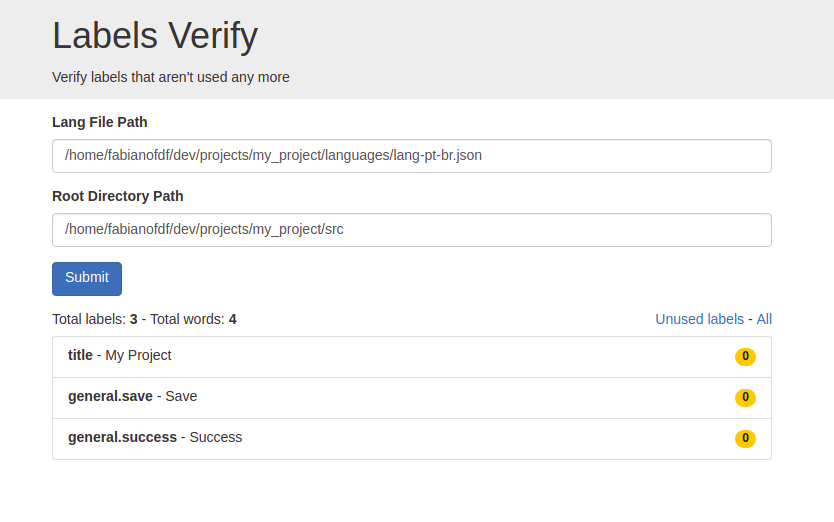 Labels Verify
Verify labels that aren't used any more
Lang File Path
/home/fabianofdf/dev/projects/my_project/languages/lang-pt-br.json
Root Directory Path
/home/fabianofdf/dev/projects/my_project/src
Submit
Total labels: 3 - Total words: 4 Unused labels - All
title - My Project 0
general.save - Save 0
general.success - Success 0